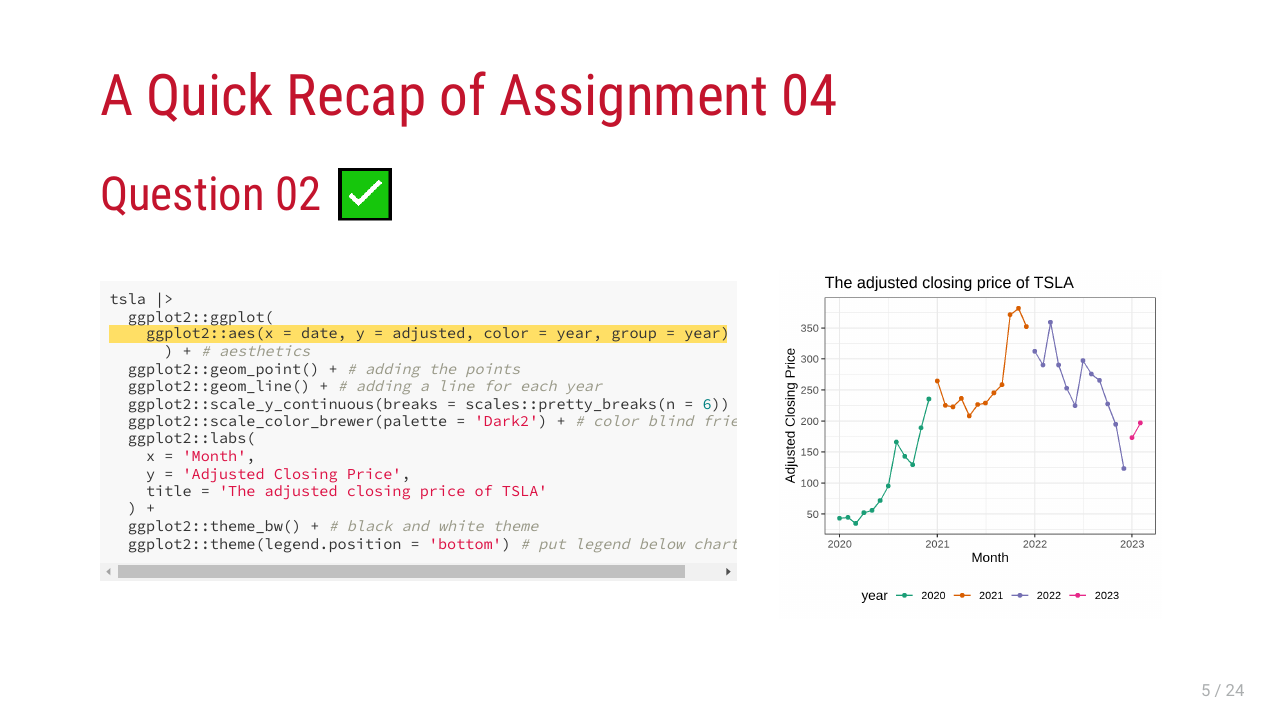 A Quick Recap of Assignment 04
Question 02
tsla |>
  ggplot2::ggplot(
    ggplot2::aes(x = date, y = adjusted, color = year, group = year)
      ) + # aesthetics
  ggplot2::geom_point() + # adding the points
  ggplot2::geom_line() + # adding a line for each year
  ggplot2::scale_y_continuous(breaks = scales::pretty_breaks(n = 6))
  ggplot2::scale_color_brewer(palette = 'Dark2') + # color blind frie
  ggplot2::labs(
    x = 'Month',
    y = 'Adjusted Closing Price',
    title = 'The adjusted closing price of TSLA'
  ) +
  ggplot2::theme_bw() + # black and white theme
  ggplot2::theme(legend.position = 'bottom') # put legend below chart
The adjusted closing price of TSLA
Adjusted Closing Price
350
300
250
200
150
100
50
2020 2021 2022 2023
Month
year 2020 2021 2022 2023
5 / 24